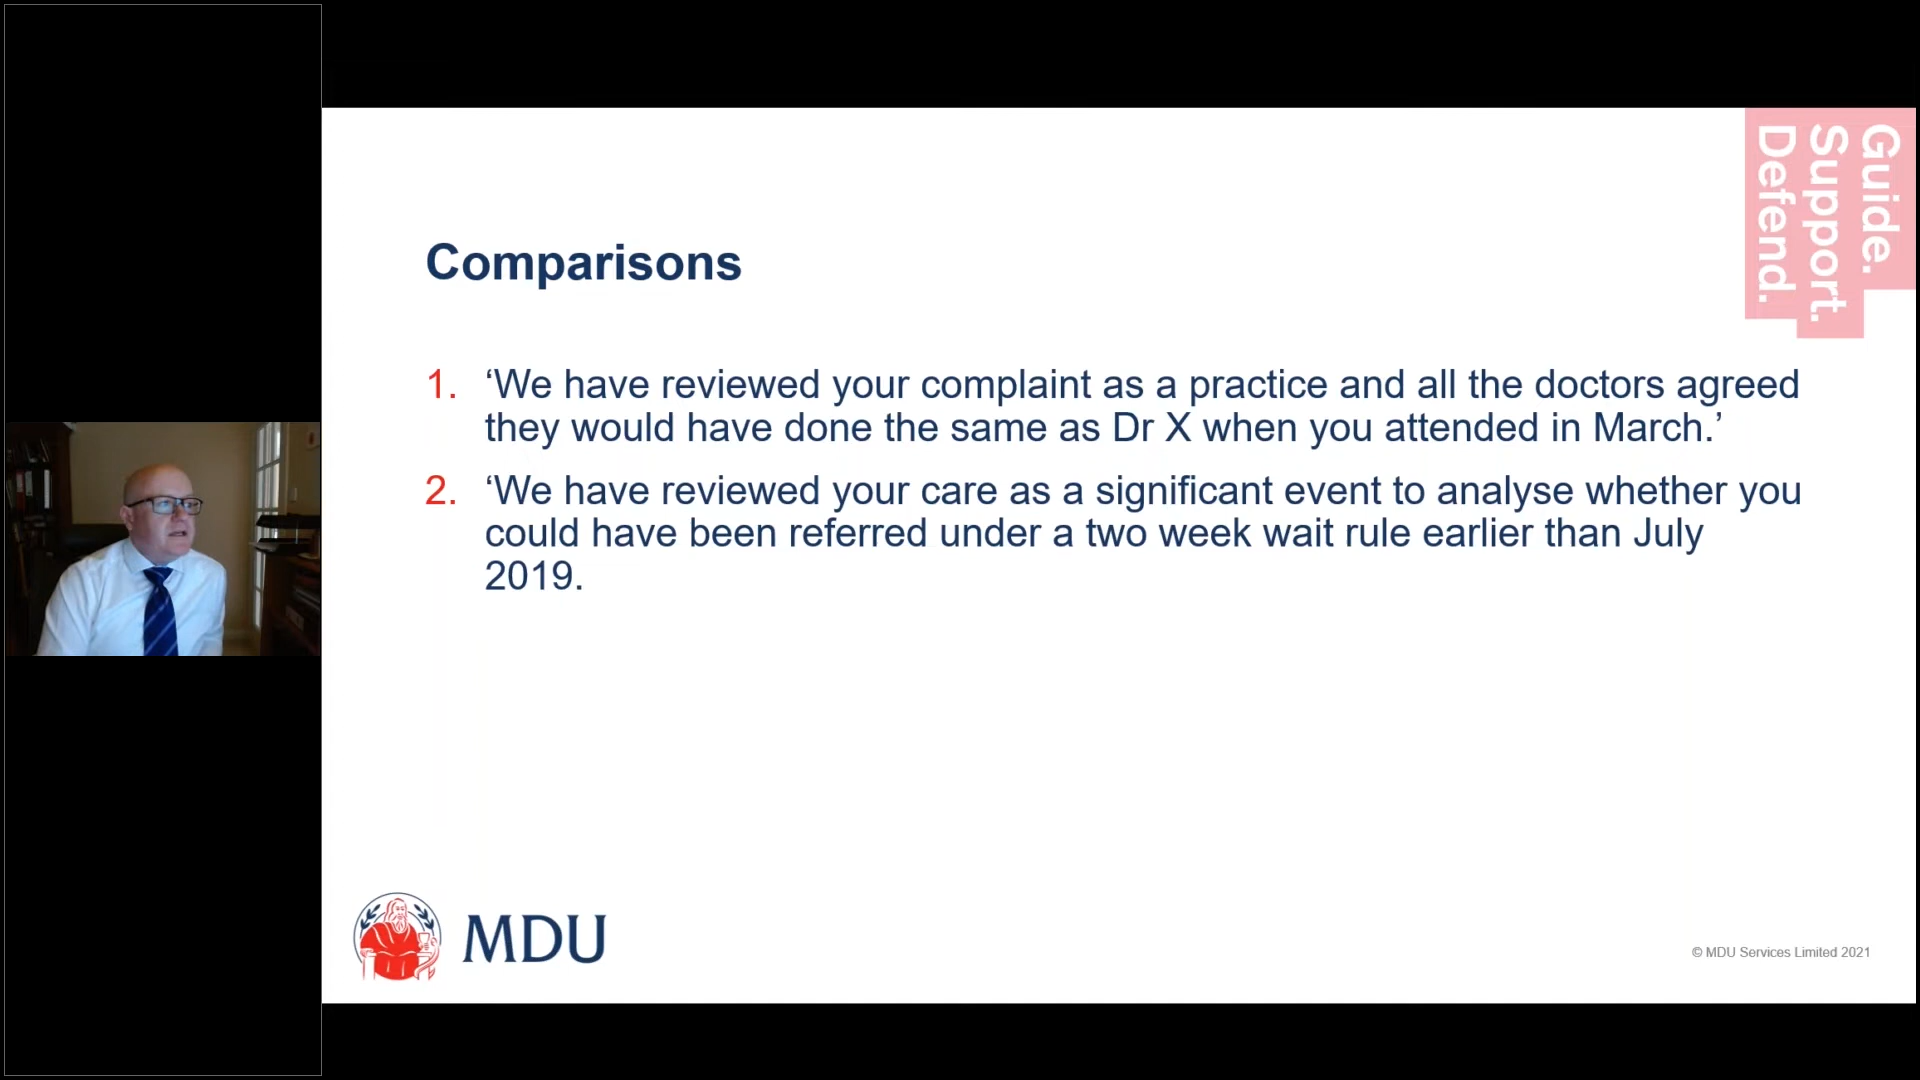 Guide.
Support.
Defend.
Comparisons
1. ‘We have reviewed your complaint as a practice and all the doctors agreed
they would have done the same as Dr X when you attended in March.’
2. ‘We have reviewed your care as a significant event to analyse whether you
could have been referred under a two week wait rule earlier than July
2019.
MDU
© MDU Services Limited 2021